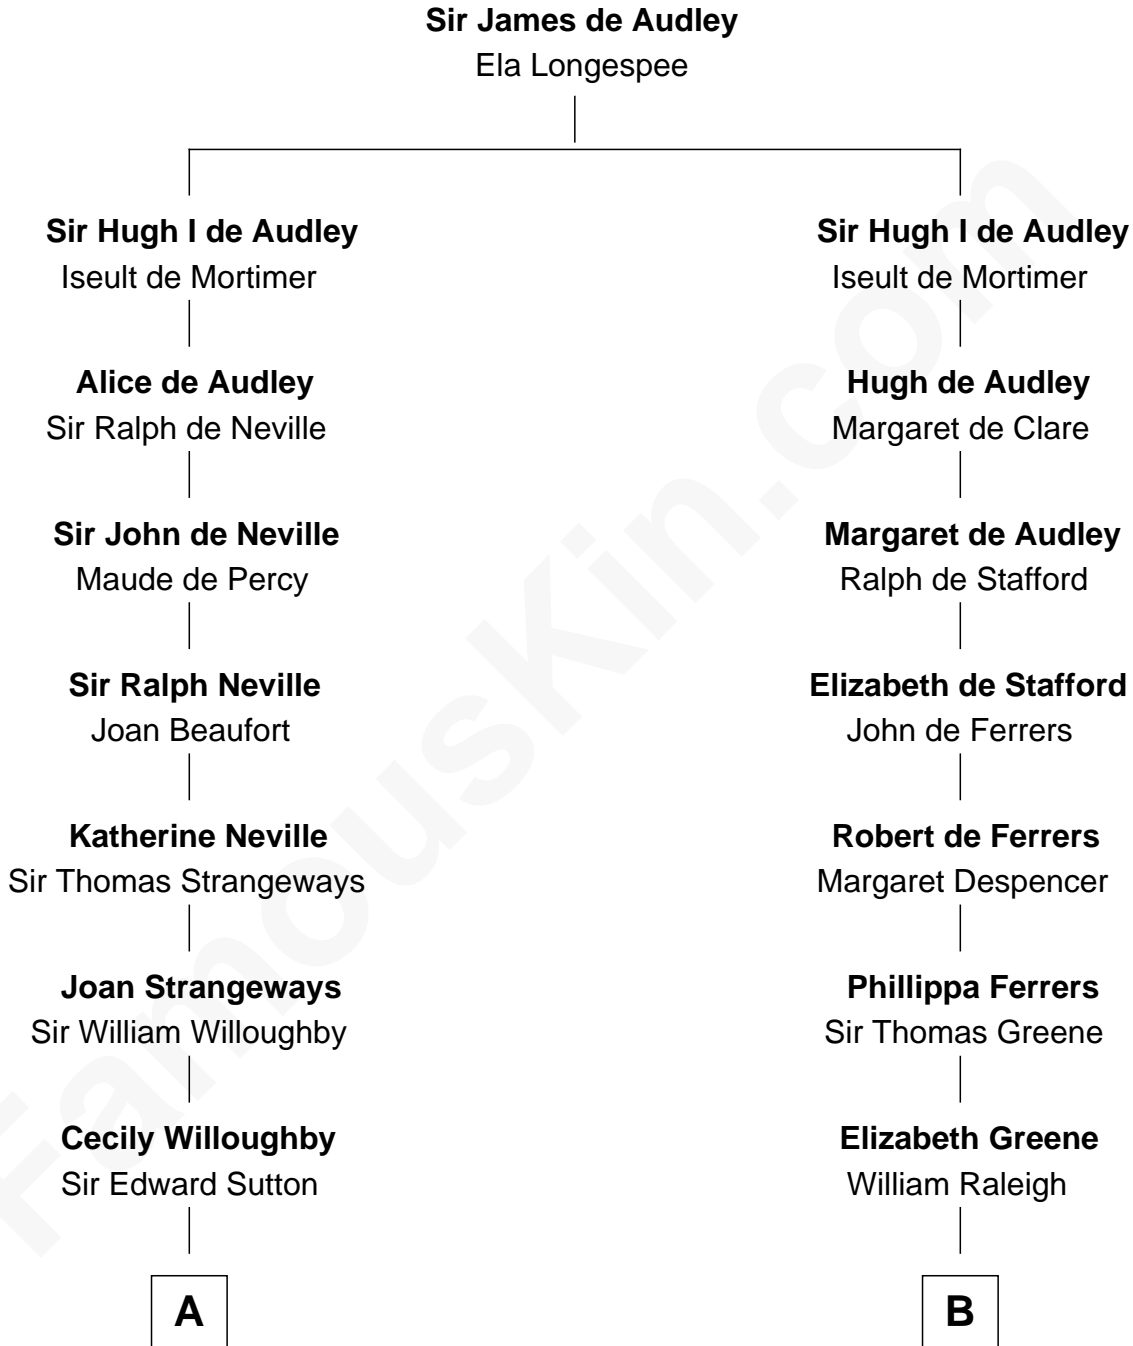 Sir James de Audley
Ela Longespee
Sir Hugh I de Audley
Iseult de Mortimer
Sir Hugh I de Audley
Iseult de Mortimer
Alice de Audley
Sir Ralph de Neville
Hugh de Audley
Margaret de Clare
Sir John de Neville
Maude de Percy
Margaret de Audley
Ralph de Stafford
Sir Ralph Neville
Joan Beaufort
Elizabeth de Stafford
John de Ferrers
Katherine Neville
Sir Thomas Strangeways
Robert de Ferrers
Margaret Despencer
Joan Strangeways
Sir William Willoughby
Phillippa Ferrers
Sir Thomas Greene
Cecily Willoughby
Sir Edward Sutton
Elizabeth Greene
William Raleigh
A
B
FamousKin.com